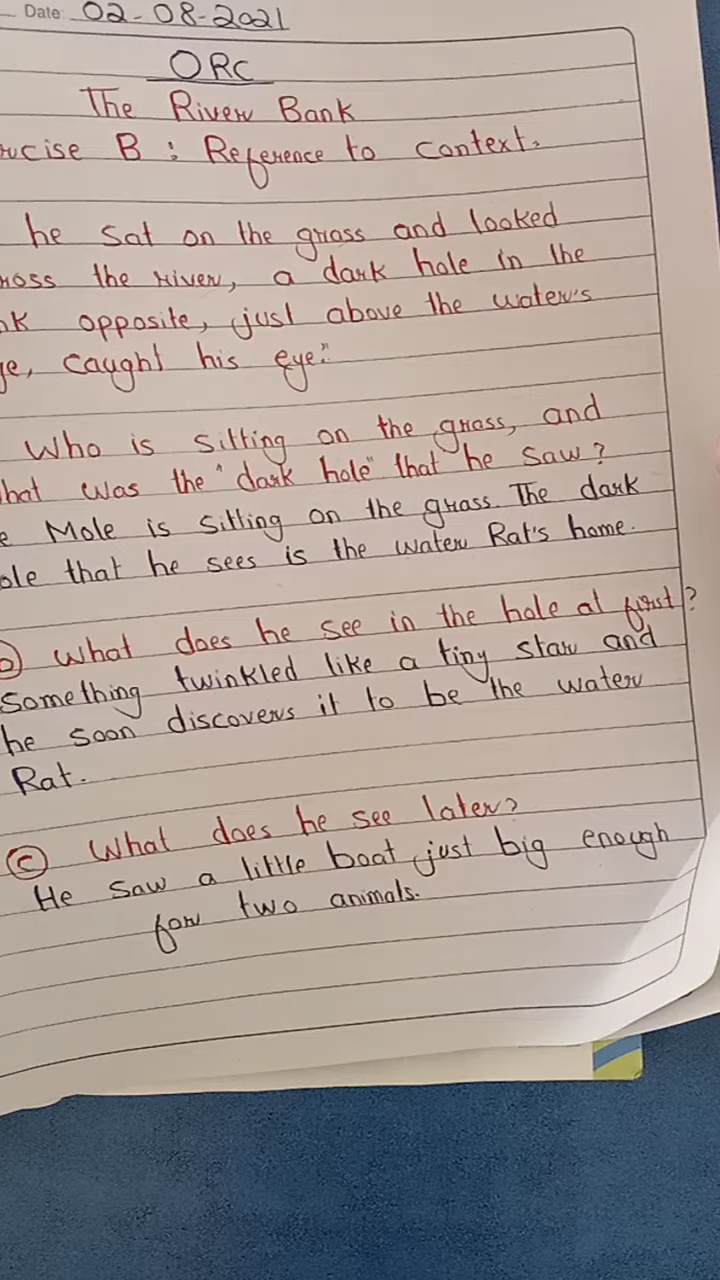 Date: 02-08-2021
ORC
The River Bank
rcise B : Reference to context.
he sat on the grass and looked
ross the river, a dark hole in the
nk opposite, just above the water's
ge, caught his eye."
Who is sitting on the grass, and
hat was the "dark hole" that he saw?
e Mole is sitting on the grass. The dark
ole that he sees is the water Rat's home.
b) What does he see in the hole at first?
Something twinkled like a tiny star and
he soon discovers it to be the water
Rat.
(c) What does he see later?
He saw a little boat just big enough
for two animals.